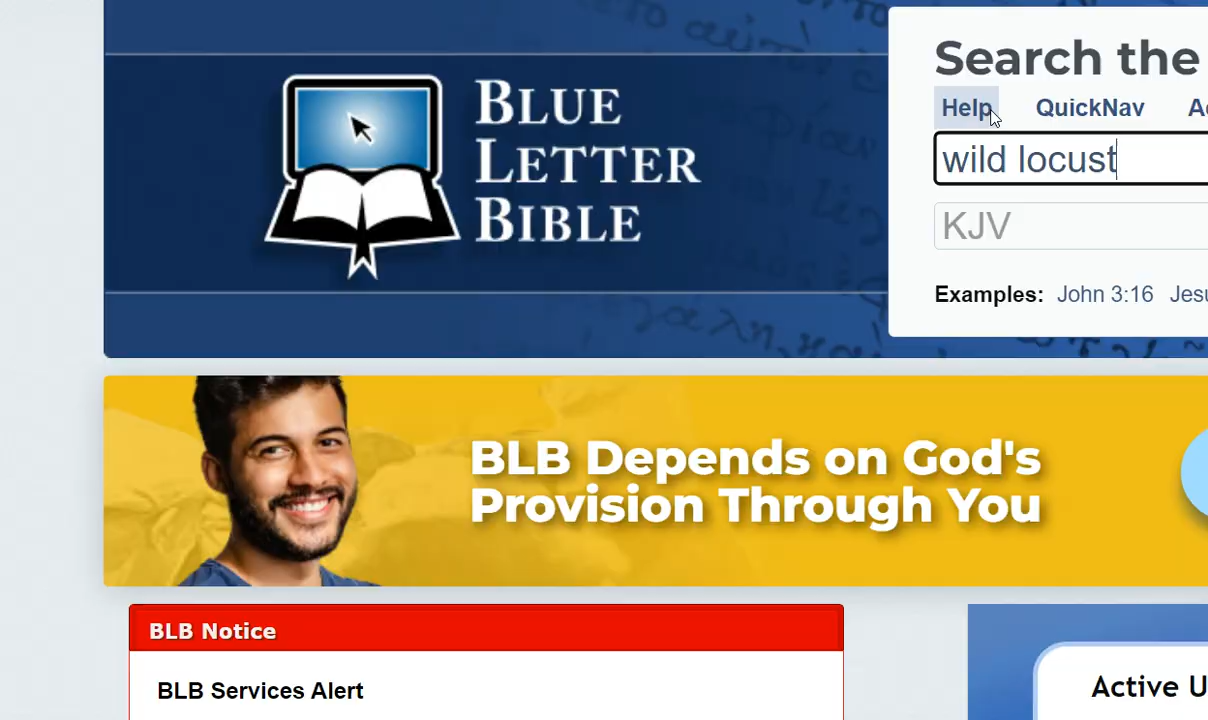 BLUE
LETTER
BIBLE
Search the
Help QuickNav
wild locust
KJV
Examples: John 3:16
BLB Depends on God's
Provision Through You
BLB Notice
BLB Services Alert
Active